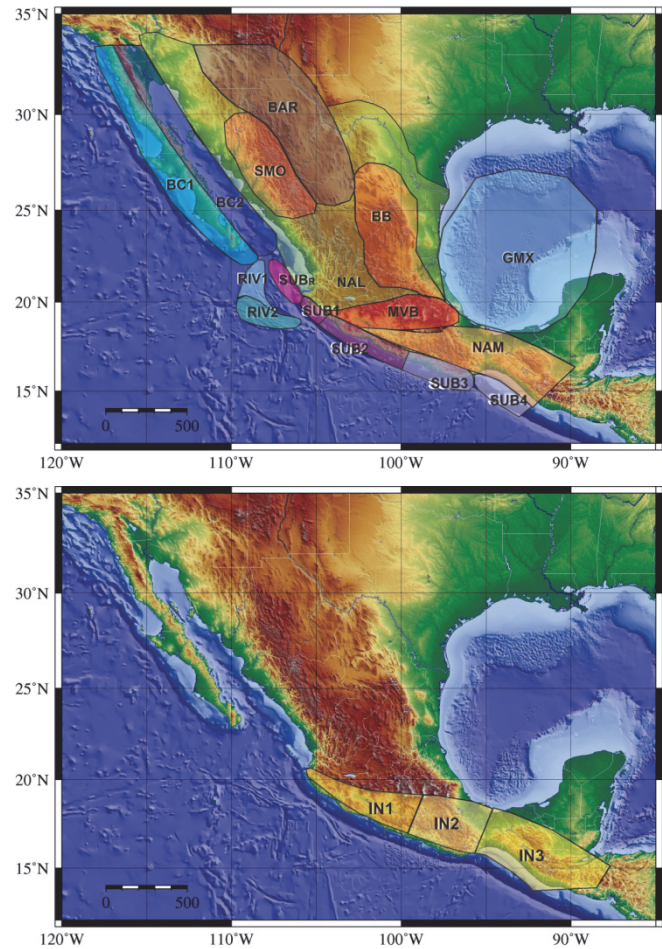 35°N
30°N
25°N
20°N
15°N
BAR
SMO
BC1
BC2
BB
GMX
RIV1
SUBR
NAL
RIV2
SUB1
MVB
SUB2
NAM
SUB3
SUB4
0 500
120°W 110°W 100°W 90°W
35°N
30°N
25°N
20°N
15°N
IN1
IN2
IN3
0 500
120°W 110°W 100°W 90°W